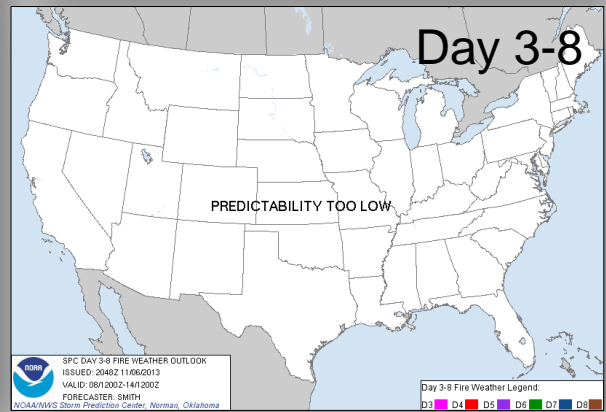 Day 3-8
PREDICTABILITY TOO LOW
NOAA
SPC DAY 3-8 FIRE WEATHER OUTLOOK
ISSUED: 2048Z 11/06/2013
VALID: 08/1200Z-14/1200Z
FORECASTER: SMITH
NOAA/NWS Storm Prediction Center, Norman, Oklahoma
Day 3-8 Fire Weather Legend:
D3 D4 D5 D6 D7 D8